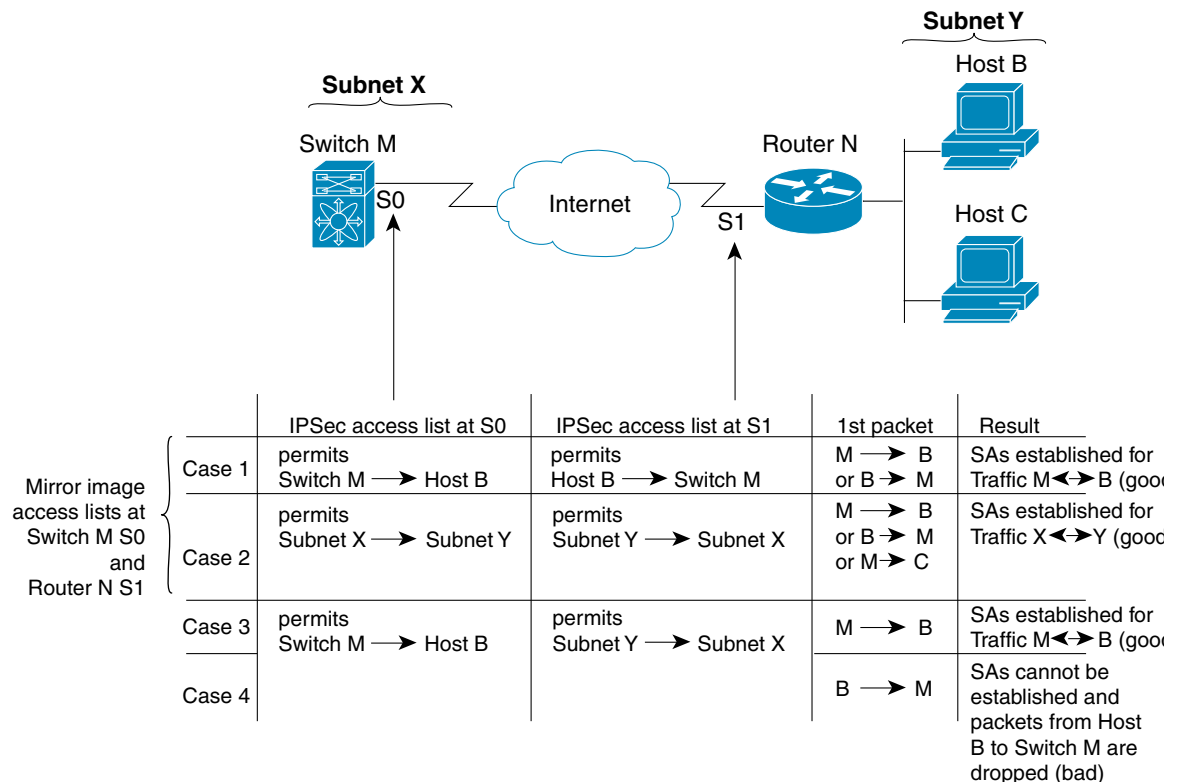 Subnet Y
Host B
Subnet X
Switch M
Router N
S0
Internet
S1
Host C
IPSec access list at S0
IPSec access list at S1
1st packet
Result
Mirror image
access lists at
Switch M S0
and
Router N S1
Case 1
permits
Switch M → Host B
permits
Host B → Switch M
M → B
or B → M
SAs established for
Traffic M ↔ B (good
Case 2
permits
Subnet X → Subnet Y
permits
Subnet Y → Subnet X
M → B
or B → M
or M → C
SAs established for
Traffic X ↔ Y (good
Case 3
permits
Switch M → Host B
permits
Subnet Y → Subnet X
M → B
SAs established for
Traffic M ↔ B (good
Case 4
B → M
SAs cannot be
established and
packets from Host
B to Switch M are
dropped (bad)